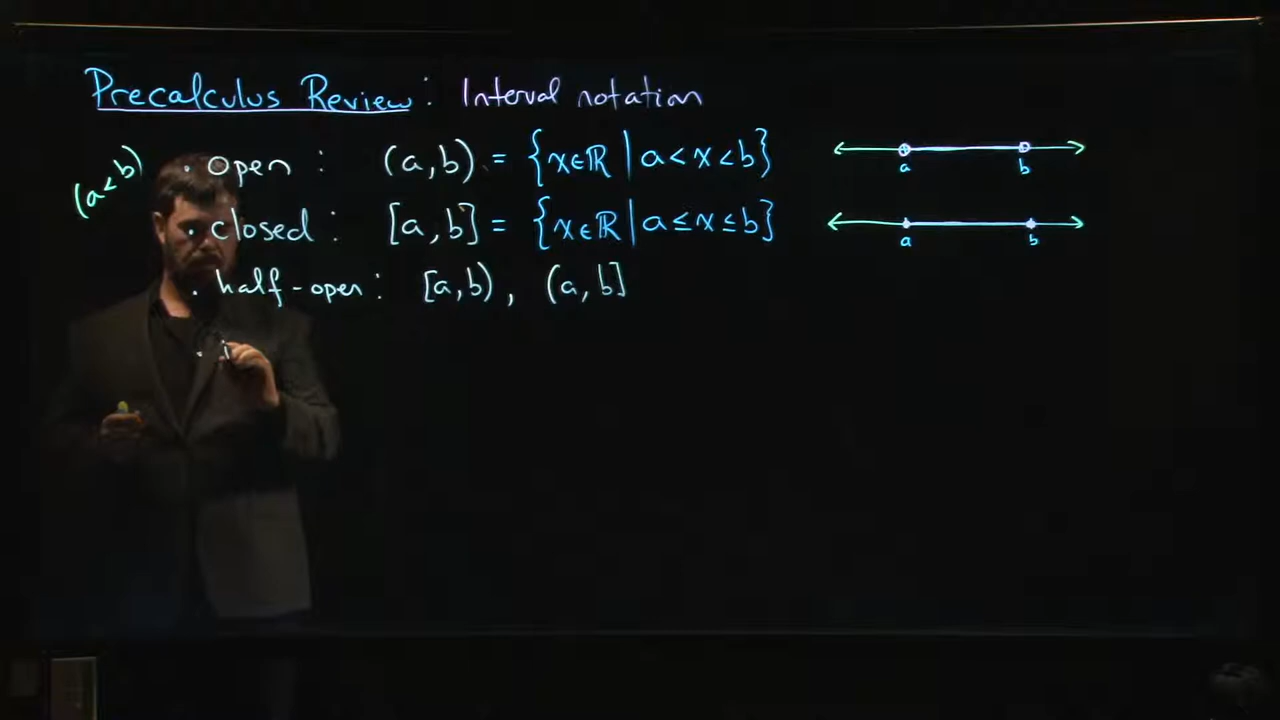 Precalculus Review: Interval notation
(a<b)
• open : (a,b) = {x∈ℝ | a<x<b}
a b
• closed : [a,b] = {x∈ℝ | a≤x≤b}
a b
• half-open : [a,b) , (a,b]